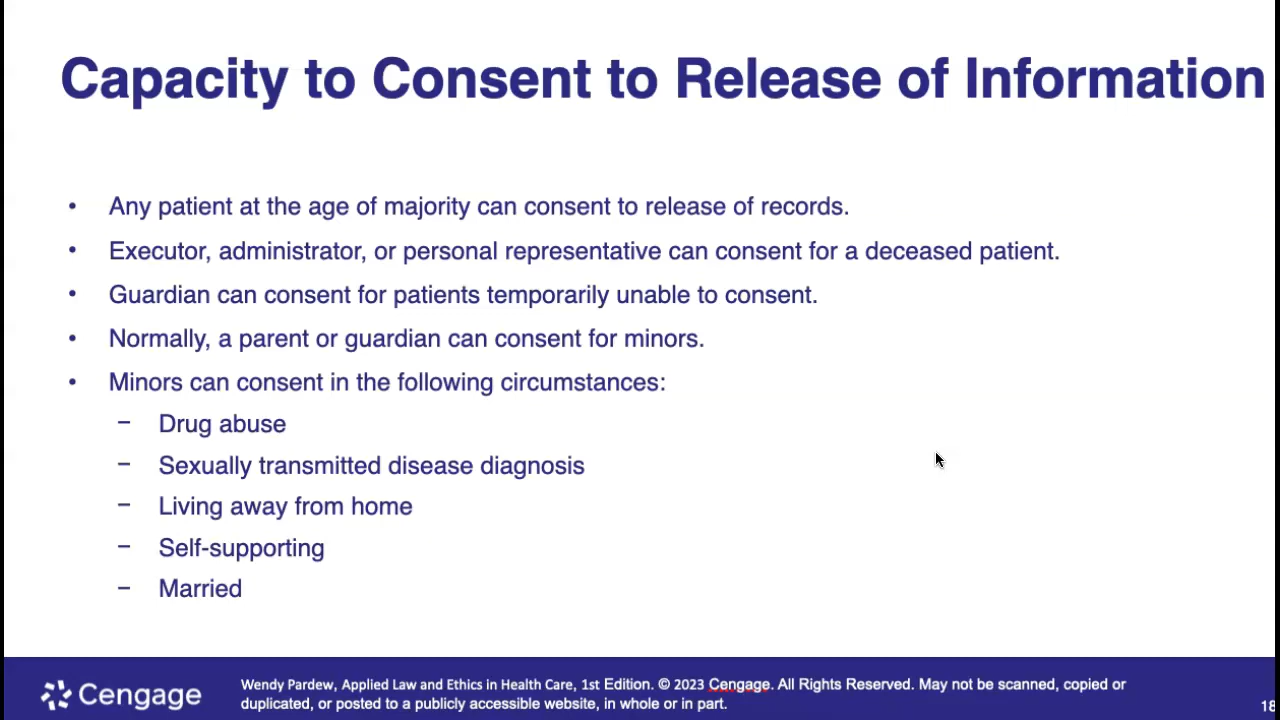 Capacity to Consent to Release of Information
• Any patient at the age of majority can consent to release of records.
• Executor, administrator, or personal representative can consent for a deceased patient.
• Guardian can consent for patients temporarily unable to consent.
• Normally, a parent or guardian can consent for minors.
• Minors can consent in the following circumstances:
− Drug abuse
− Sexually transmitted disease diagnosis
− Living away from home
− Self-supporting
− Married
Cengage
Wendy Pardew, Applied Law and Ethics in Health Care, 1st Edition. © 2023 Cengage. All Rights Reserved. May not be scanned, copied or
duplicated, or posted to a publicly accessible website, in whole or in part.
18